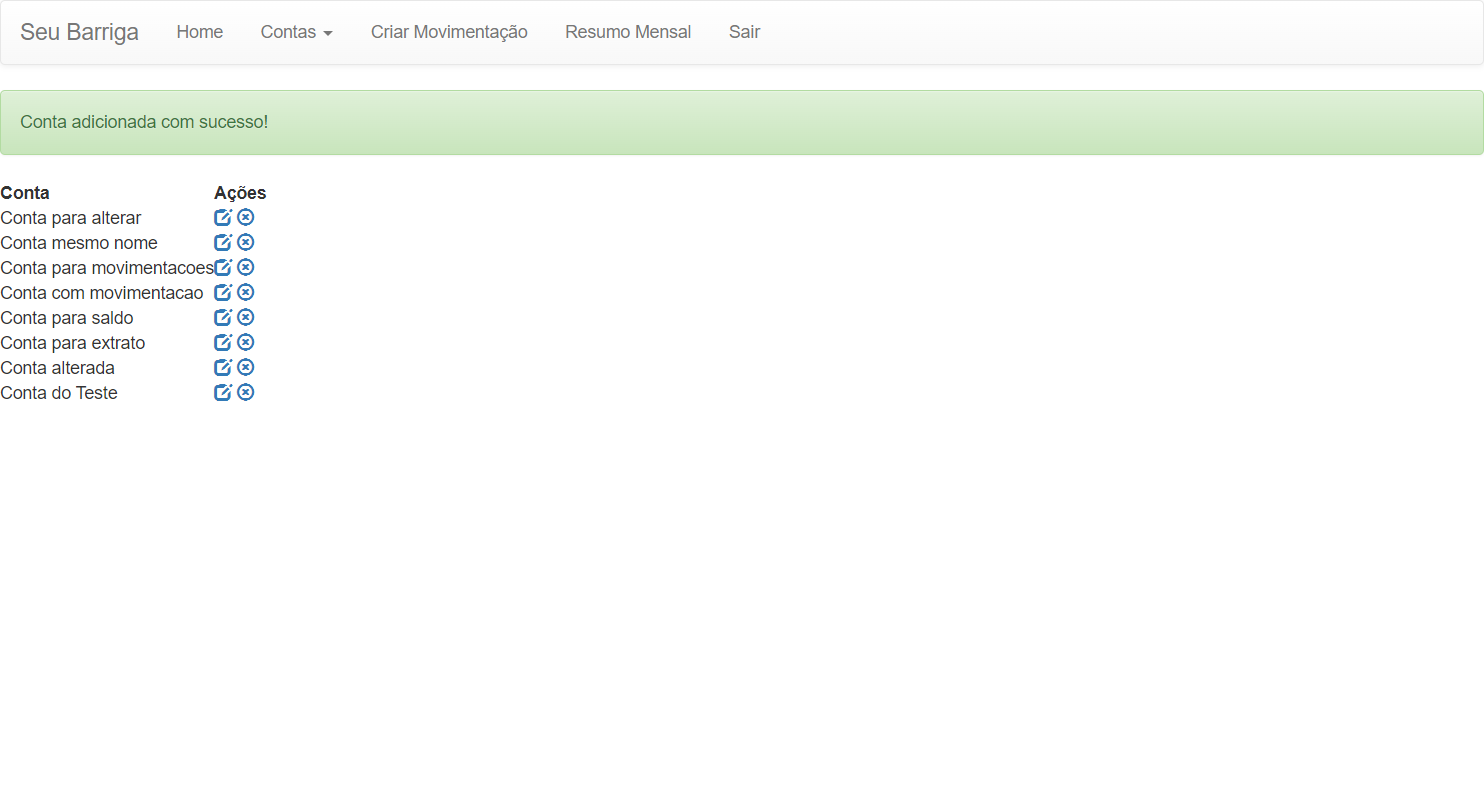 Seu Barriga Home Contas Criar Movimentação Resumo Mensal Sair
Conta adicionada com sucesso!
Conta Ações
Conta para alterar
Conta mesmo nome
Conta para movimentacoes
Conta com movimentacao
Conta para saldo
Conta para extrato
Conta alterada
Conta do Teste